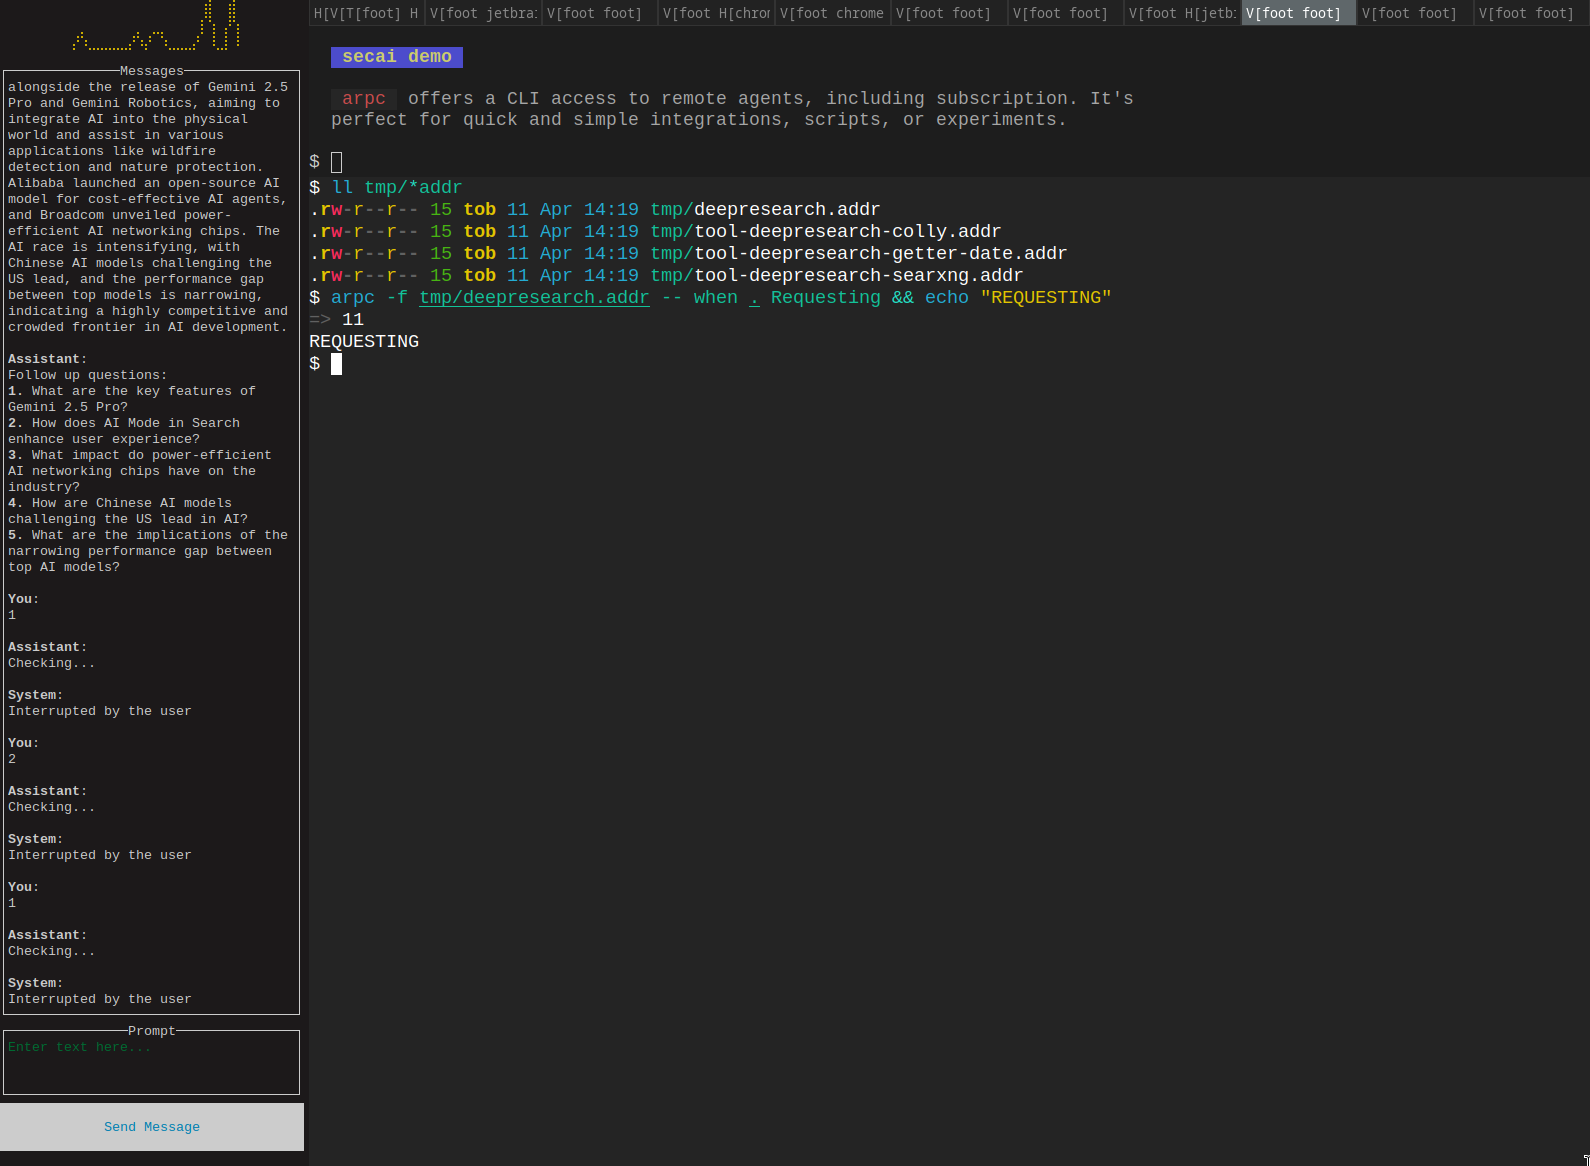 Messages
alongside the release of Gemini 2.5
Pro and Gemini Robotics, aiming to
integrate AI into the physical
world and assist in various
applications like wildfire
detection and nature protection.
Alibaba launched an open-source AI
model for cost-effective AI agents,
and Broadcom unveiled power-
efficient AI networking chips. The
AI race is intensifying, with
Chinese AI models challenging the
US lead, and the performance gap
between top models is narrowing,
indicating a highly competitive and
crowded frontier in AI development.
Assistant:
Follow up questions:
1. What are the key features of
Gemini 2.5 Pro?
2. How does AI Mode in Search
enhance user experience?
3. What impact do power-efficient
AI networking chips have on the
industry?
4. How are Chinese AI models
challenging the US lead in AI?
5. What are the implications of the
narrowing performance gap between
top AI models?
You:
1
Assistant:
Checking...
System:
Interrupted by the user
You:
2
Assistant:
Checking...
System:
Interrupted by the user
You:
1
Assistant:
Checking...
System:
Interrupted by the user
Prompt
Enter text here...
Send Message
H[V[T[foot] H V[foot jetbra: V[foot foot] V[foot H[chro V[foot chrome V[foot foot] V[foot foot] V[foot H[jetb: V[foot foot] V[foot foot] V[foot foot]
secai demo
arpc offers a CLI access to remote agents, including subscription. It's
perfect for quick and simple integrations, scripts, or experiments.
$
$ ll tmp/*addr
.rw-r--r-- 15 tob 11 Apr 14:19 tmp/deepresearch.addr
.rw-r--r-- 15 tob 11 Apr 14:19 tmp/tool-deepresearch-colly.addr
.rw-r--r-- 15 tob 11 Apr 14:19 tmp/tool-deepresearch-getter-date.addr
.rw-r--r-- 15 tob 11 Apr 14:19 tmp/tool-deepresearch-searxng.addr
$ arpc -f tmp/deepresearch.addr -- when . Requesting && echo "REQUESTING"
=> 11
REQUESTING
$